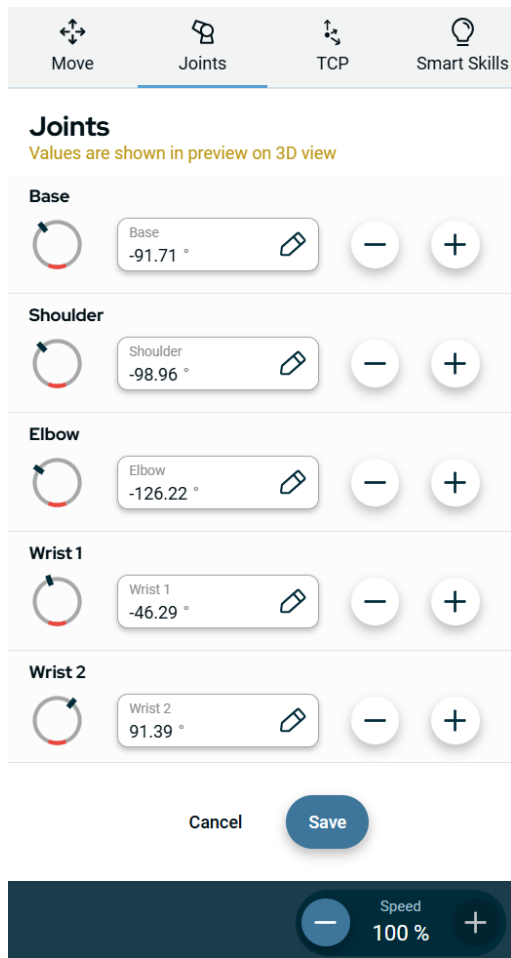 Move Joints TCP Smart Skills
Joints
Values are shown in preview on 3D view
Base
Base
-91.71 °
Shoulder
Shoulder
-98.96 °
Elbow
Elbow
-126.22 °
Wrist 1
Wrist 1
-46.29 °
Wrist 2
Wrist 2
91.39 °
Cancel Save
Speed
100 %